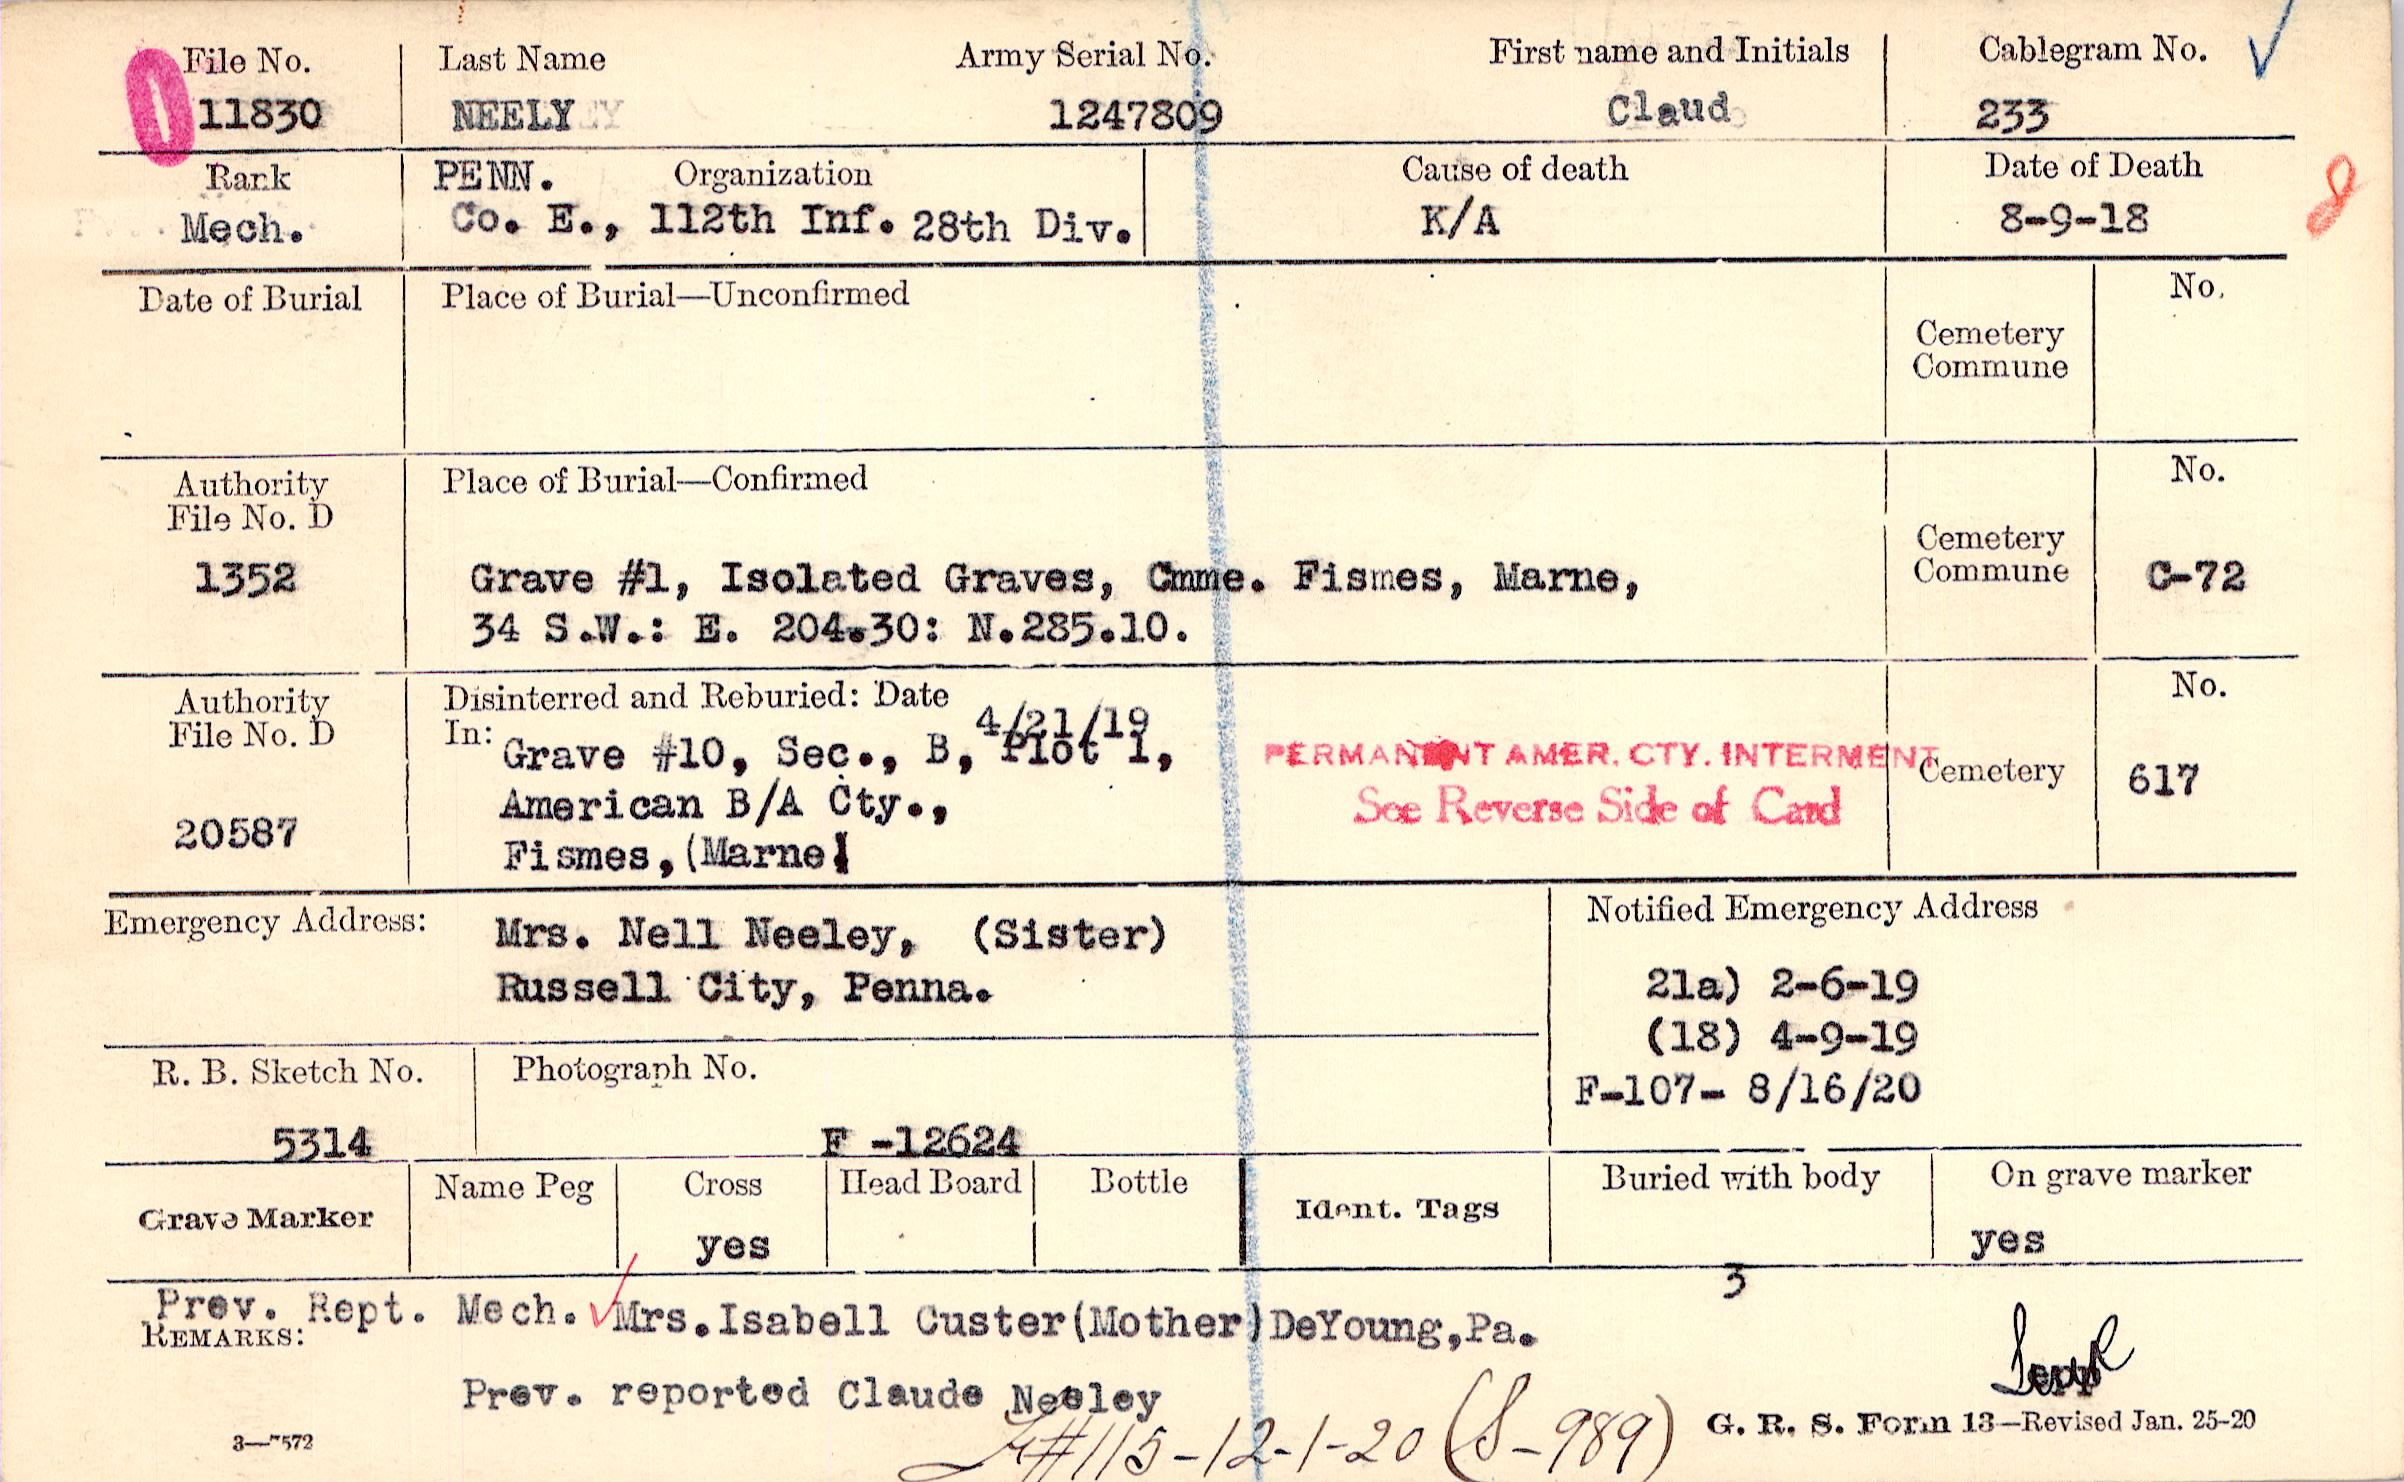 File No. Last Name Army Serial No. First name and Initials Cablegram No.
11830 NEELY 1247809 Claud 233
Rank PENN. Organization Cause of death Date of Death
Mech. Co. E., 112th Inf. 28th Div. K/A 8-9-18
8
Date of Burial Place of Burial—Unconfirmed No.
Cemetery
Commune
Authority Place of Burial—Confirmed No.
File No. D
Cemetery
1352 Grave #1, Isolated Graves, Cmme. Fismes, Marne, Commune C-72
34 S.W.: E. 204.30: N.285.10.
Authority Disinterred and Reburied: Date 4/21/19 No.
File No. D In: Grave #10, Sec., B, Plot 1, PERMANENT AMER. CTY. INTERMENT Cemetery 617
American B/A Cty., See Reverse Side of Card
20587
Fismes,(Marne)
Emergency Address: Mrs. Nell Neeley, (Sister) Notified Emergency Address
Russell City, Penna. 21a) 2-6-19
(18) 4-9-19
R. B. Sketch No. Photograph No. F-107- 8/16/20
5314 F -12624
Grave Marker Name Peg Cross Head Board Bottle Ident. Tags Buried with body On grave marker
yes yes
3
Prev. Rept. Mech. Mrs.Isabell Custer(Mother)DeYoung,Pa.
REMARKS:
Prev. reported Claude Neeley
#115-12-1-20 (S-989)
G. R. S. Form 13—Revised Jan. 25-20
3—7572